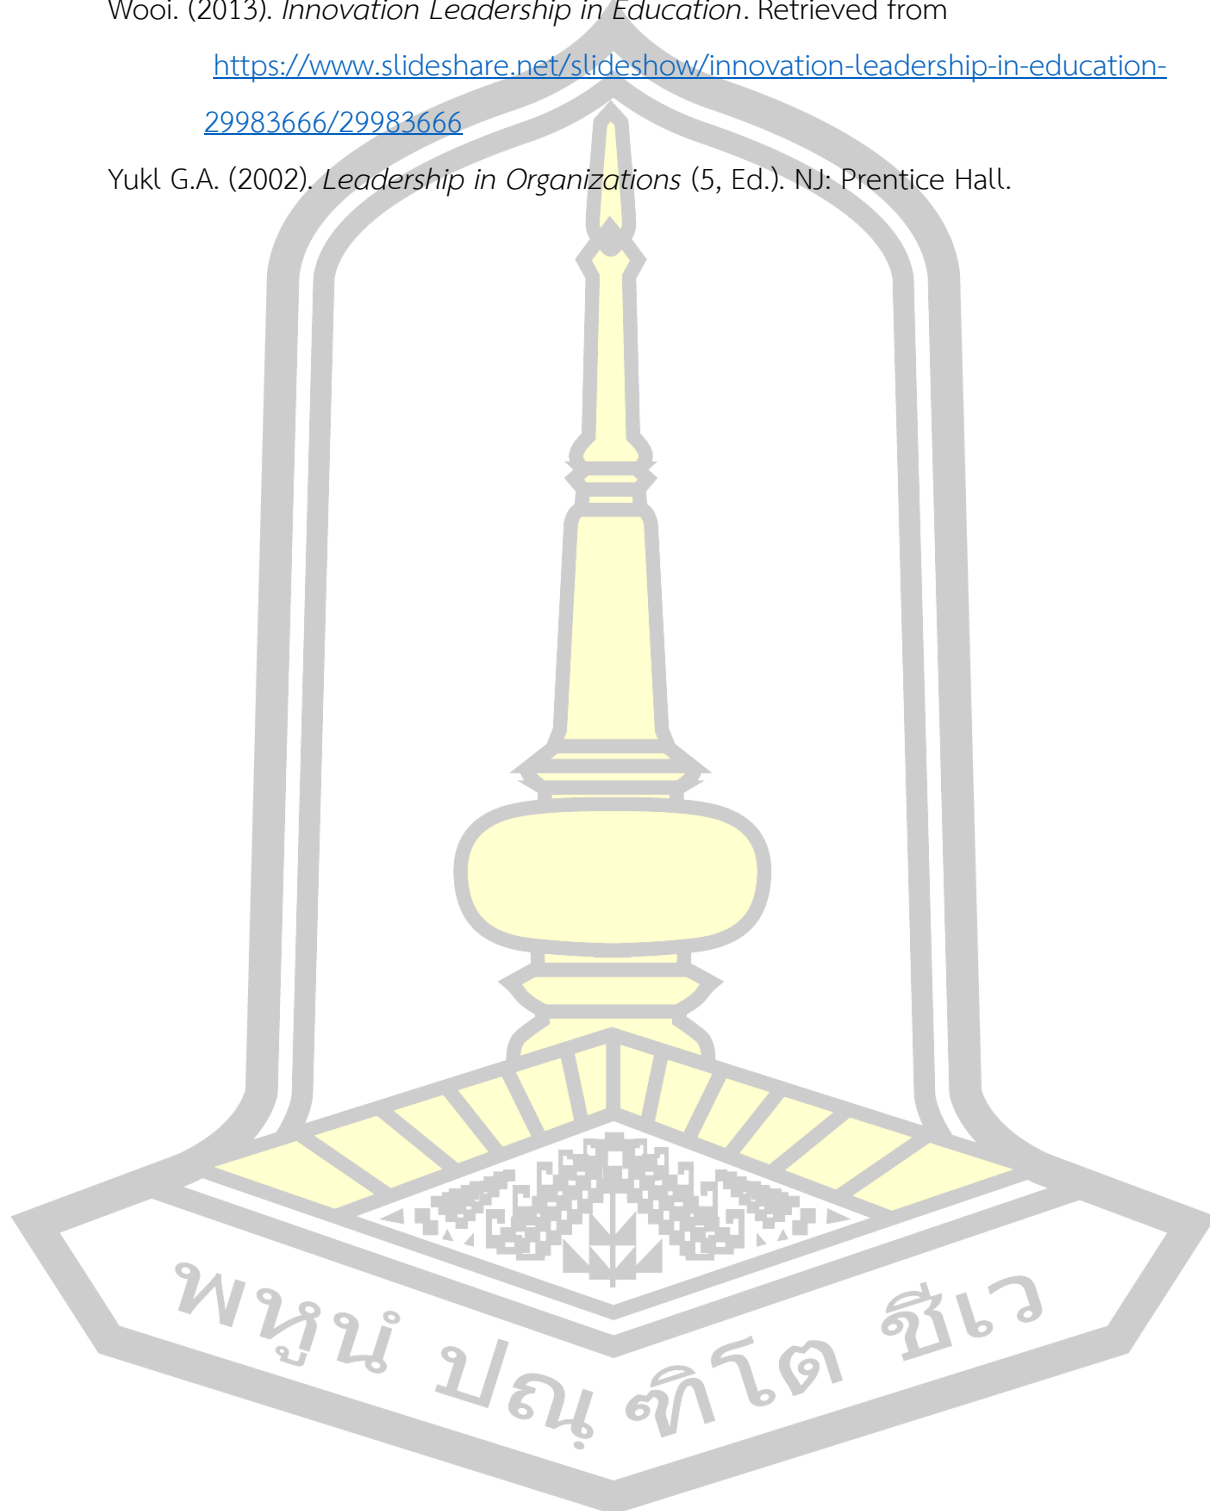 Wooi. (2013). Innovation Leadership in Education. Retrieved from
https://www.slideshare.net/slideshow/innovation-leadership-in-education-
29983666/29983666
Yukl G.A. (2002). Leadership in Organizations (5, Ed.). NJ: Prentice Hall.
พหูนํ ปณฺ ฑิโต ชีเว